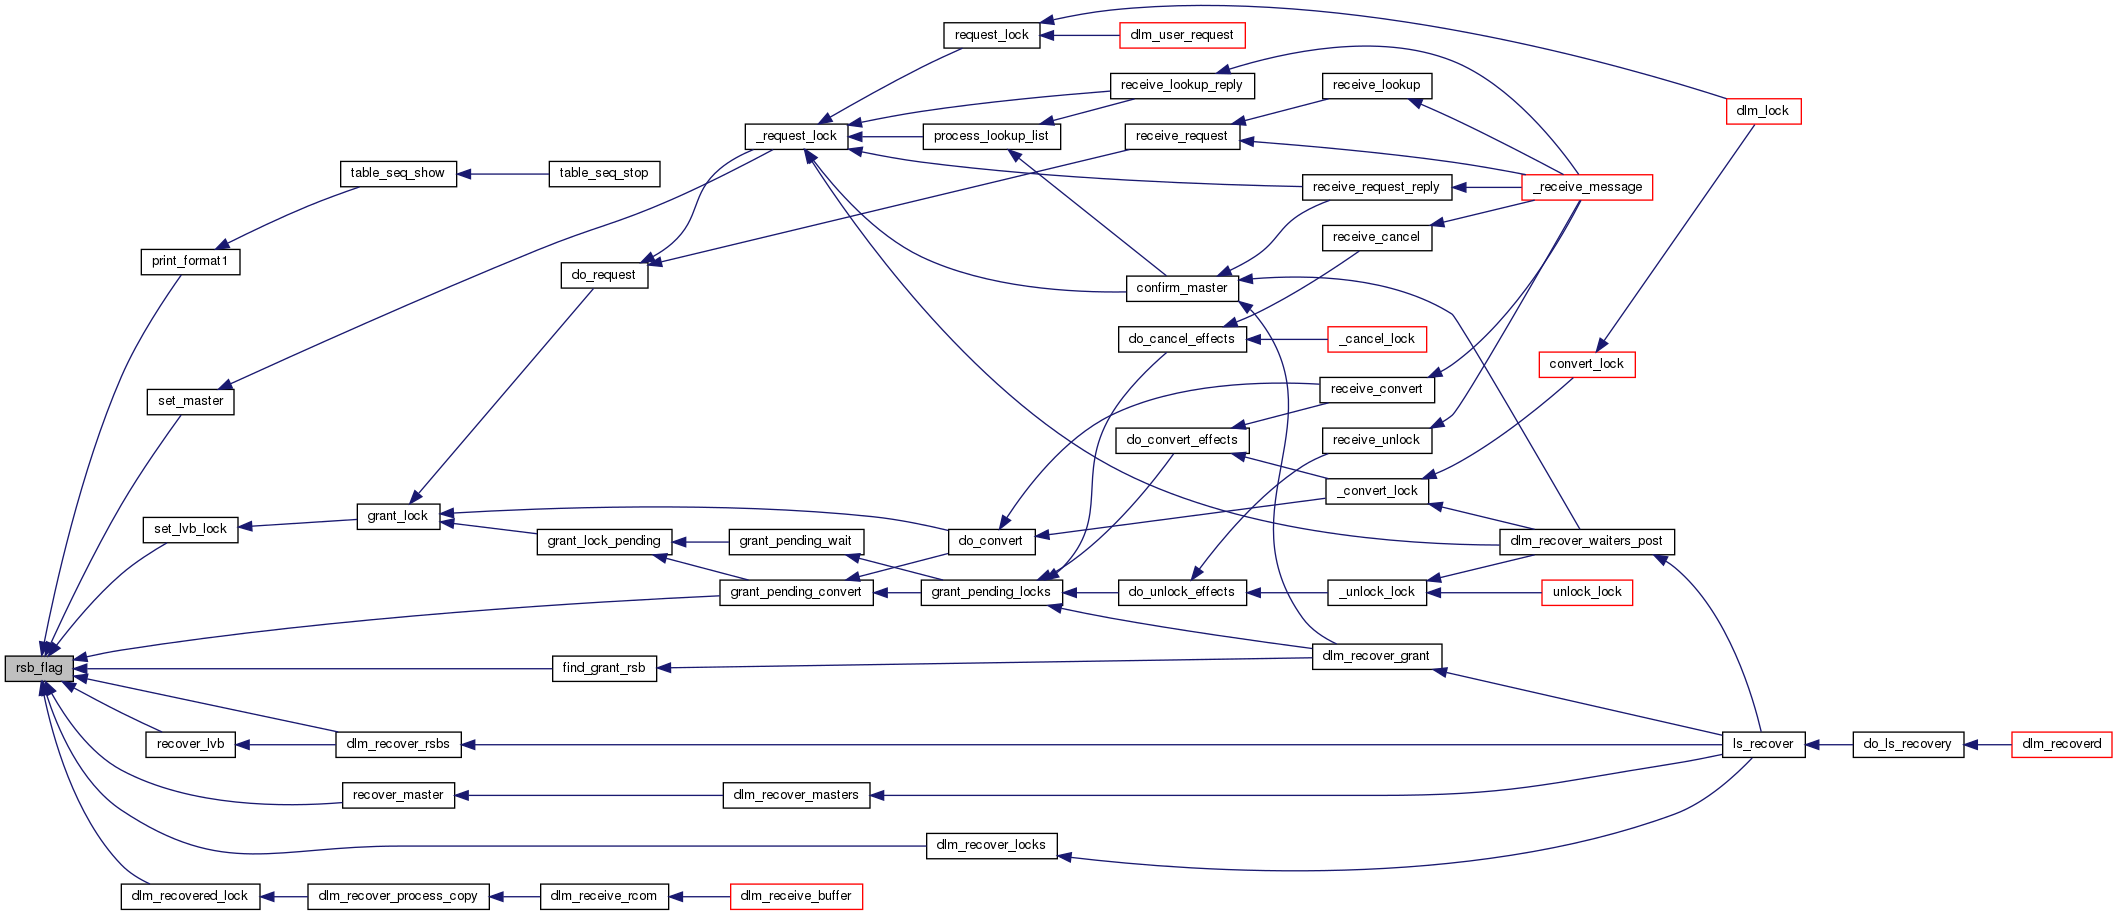 request_lock
dlm_user_request
receive_lookup_reply
receive_lookup
dlm_lock
_request_lock
process_lookup_list
receive_request
table_seq_show
table_seq_stop
receive_request_reply
_receive_message
receive_cancel
print_format1
do_request
confirm_master
do_cancel_effects
_cancel_lock
convert_lock
set_master
receive_convert
do_convert_effects
receive_unlock
_convert_lock
grant_lock
set_lvb_lock
grant_lock_pending
grant_pending_wait
do_convert
dlm_recover_waiters_post
grant_pending_convert
grant_pending_locks
do_unlock_effects
_unlock_lock
unlock_lock
rsb_flag
find_grant_rsb
dlm_recover_grant
recover_lvb
dlm_recover_rsbs
ls_recover
do_ls_recovery
dlm_recoverd
recover_master
dlm_recover_masters
dlm_recover_locks
dlm_recovered_lock
dlm_recover_process_copy
dlm_receive_rcom
dlm_receive_buffer